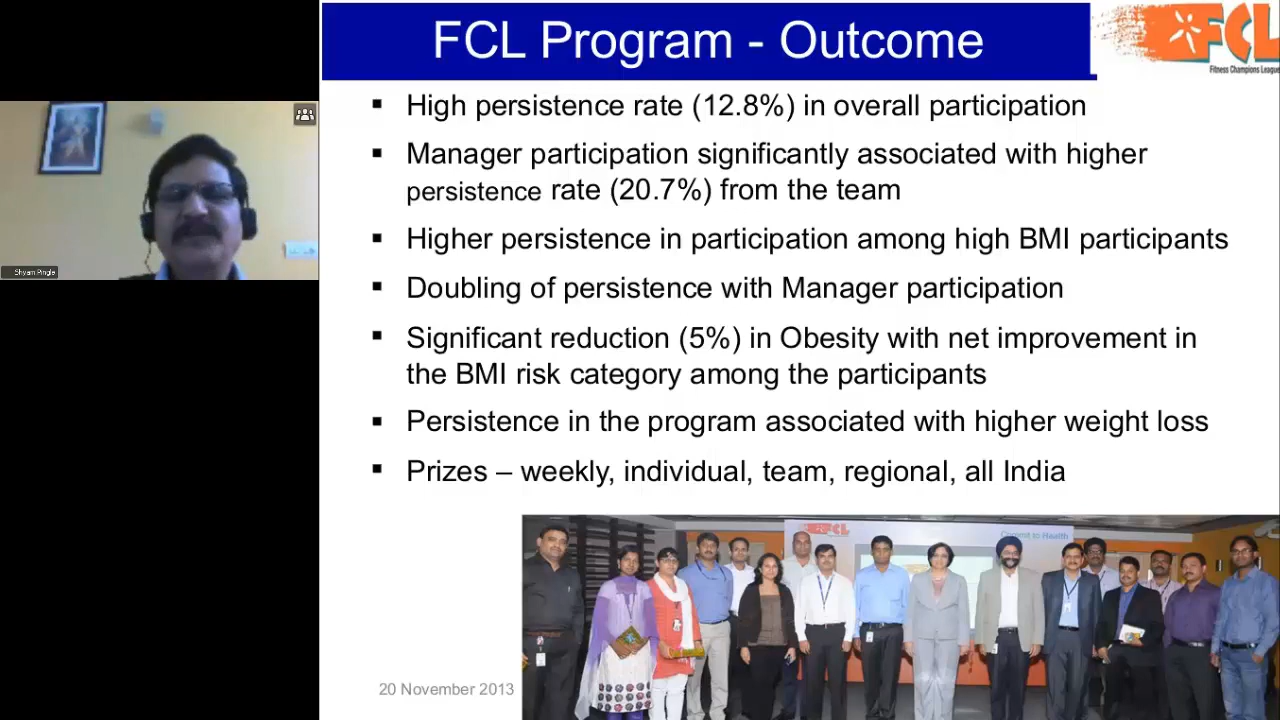 FCL Program - Outcome
FCL
Fitness Champions League
▪ High persistence rate (12.8%) in overall participation
▪ Manager participation significantly associated with higher
persistence rate (20.7%) from the team
▪ Higher persistence in participation among high BMI participants
▪ Doubling of persistence with Manager participation
▪ Significant reduction (5%) in Obesity with net improvement in
the BMI risk category among the participants
▪ Persistence in the program associated with higher weight loss
▪ Prizes – weekly, individual, team, regional, all India
Shyam Pingle
FCL
Commit to Health
20 November 2013